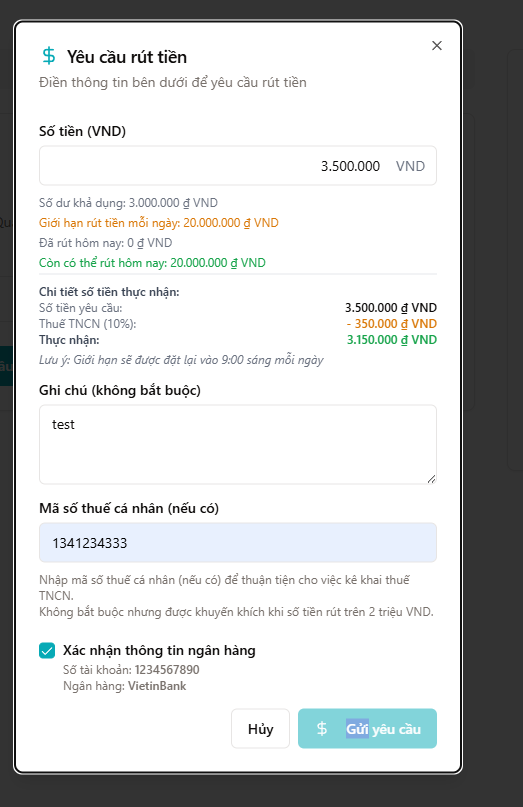 Yêu cầu rút tiền
Điền thông tin bên dưới để yêu cầu rút tiền
Số tiền (VND)
3.500.000 VND
Số dư khả dụng: 3.000.000 ₫ VND
Giới hạn rút tiền mỗi ngày: 20.000.000 ₫ VND
Đã rút hôm nay: 0 ₫ VND
Còn có thể rút hôm nay: 20.000.000 ₫ VND
Chi tiết số tiền thực nhận:
Số tiền yêu cầu: 3.500.000 ₫ VND
Thuế TNCN (10%): - 350.000 ₫ VND
Thực nhận: 3.150.000 ₫ VND
Lưu ý: Giới hạn sẽ được đặt lại vào 9:00 sáng mỗi ngày
Ghi chú (không bắt buộc)
test
Mã số thuế cá nhân (nếu có)
1341234333
Nhập mã số thuế cá nhân (nếu có) để thuận tiện cho việc kê khai thuế
TNCN.
Không bắt buộc nhưng được khuyến khích khi số tiền rút trên 2 triệu VND.
Xác nhận thông tin ngân hàng
Số tài khoản: 1234567890
Ngân hàng: VietinBank
Hủy
$ Gửi yêu cầu